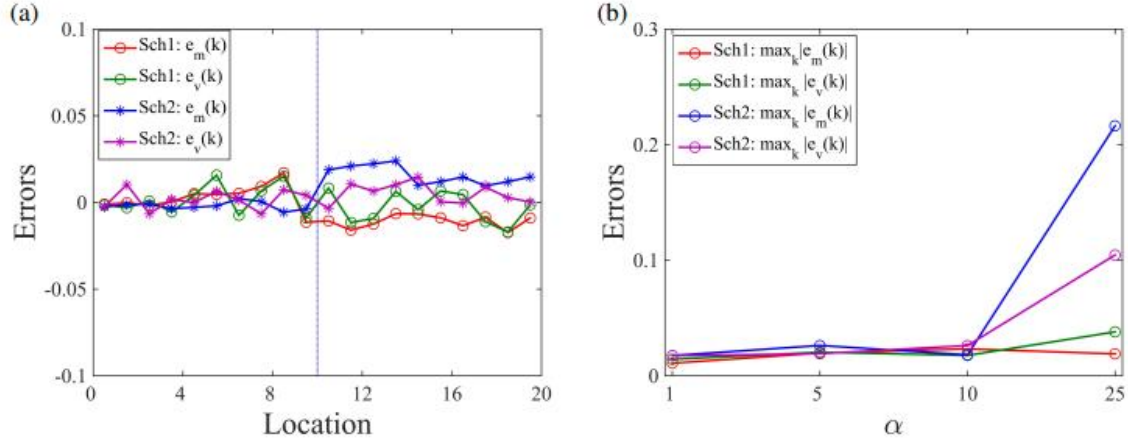 (a)
0.1
0.05
0
-0.05
-0.1
Errors
Sch1: e_m(k)
Sch1: e_v(k)
Sch2: e_m(k)
Sch2: e_v(k)
0 4 8 12 16 20
Location
(b)
0.3
0.2
0.1
0
Errors
Sch1: max_k|e_m(k)|
Sch1: max_k |e_v(k)|
Sch2: max_k |e_m(k)|
Sch2: max_k |e_v(k)|
1 5 10 25
α